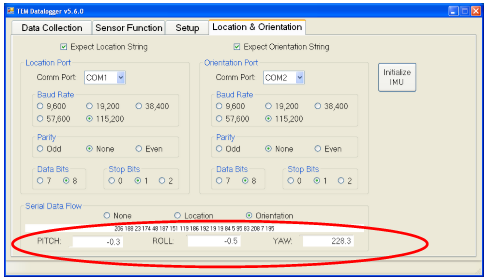 TEM Datalogger v5.6.0
Data Collection Sensor Function Setup Location & Orientation
Expect Location String Expect Orientation String
Location Port Orientation Port
Comm Port: COM1 Comm Port: COM2 Initialize
IMU
Baud Rate Baud Rate
9,600 19,200 38,400 9,600 19,200 38,400
57,600 115,200 57,600 115,200
Parity Parity
Odd None Even Odd None Even
Data Bits Stop Bits Data Bits Stop Bits
7 8 0 1 2 7 8 0 1 2
Serial Data Flow
None Location Orientation
206 188 23 174 48 187 151 119 186 192 19 19 84 5 95 83 208 7 195
PITCH: -0.3 ROLL: -0.5 YAW: 228.3